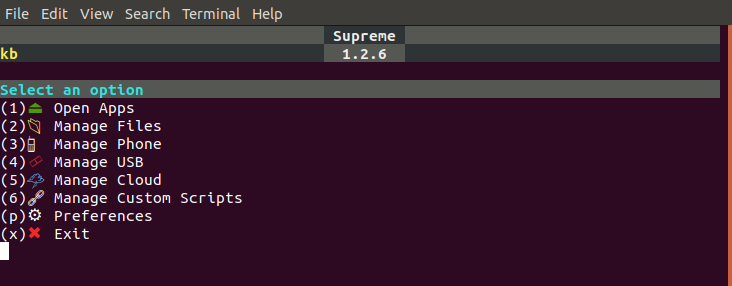 File Edit View Search Terminal Help
Supreme
kb 1.2.6
Select an option
(1)⏏ Open Apps
(2)📁 Manage Files
(3)📱 Manage Phone
(4) Manage USB
(5) Manage Cloud
(6)🔗 Manage Custom Scripts
(p)⚙ Preferences
(x)✖ Exit